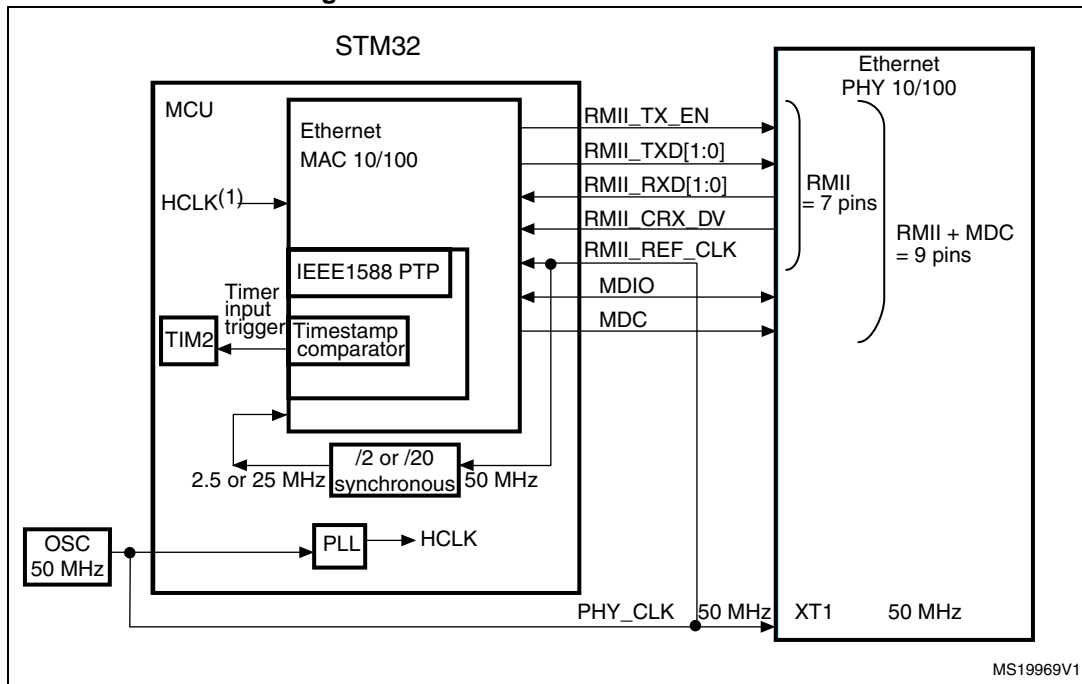 STM32
MCU
Ethernet
MAC 10/100
HCLK(1)
IEEE1588 PTP
Timer
input
trigger
TIM2
Timestamp
comparator
/2 or /20
synchronous
2.5 or 25 MHz
50 MHz
OSC
50 MHz
PLL
HCLK
RMII_TX_EN
RMII_TXD[1:0]
RMII_RXD[1:0]
RMII_CRX_DV
RMII_REF_CLK
MDIO
MDC
Ethernet
PHY 10/100
RMII
= 7 pins
RMII + MDC
= 9 pins
PHY_CLK
50 MHz
XT1
50 MHz
MS19969V1